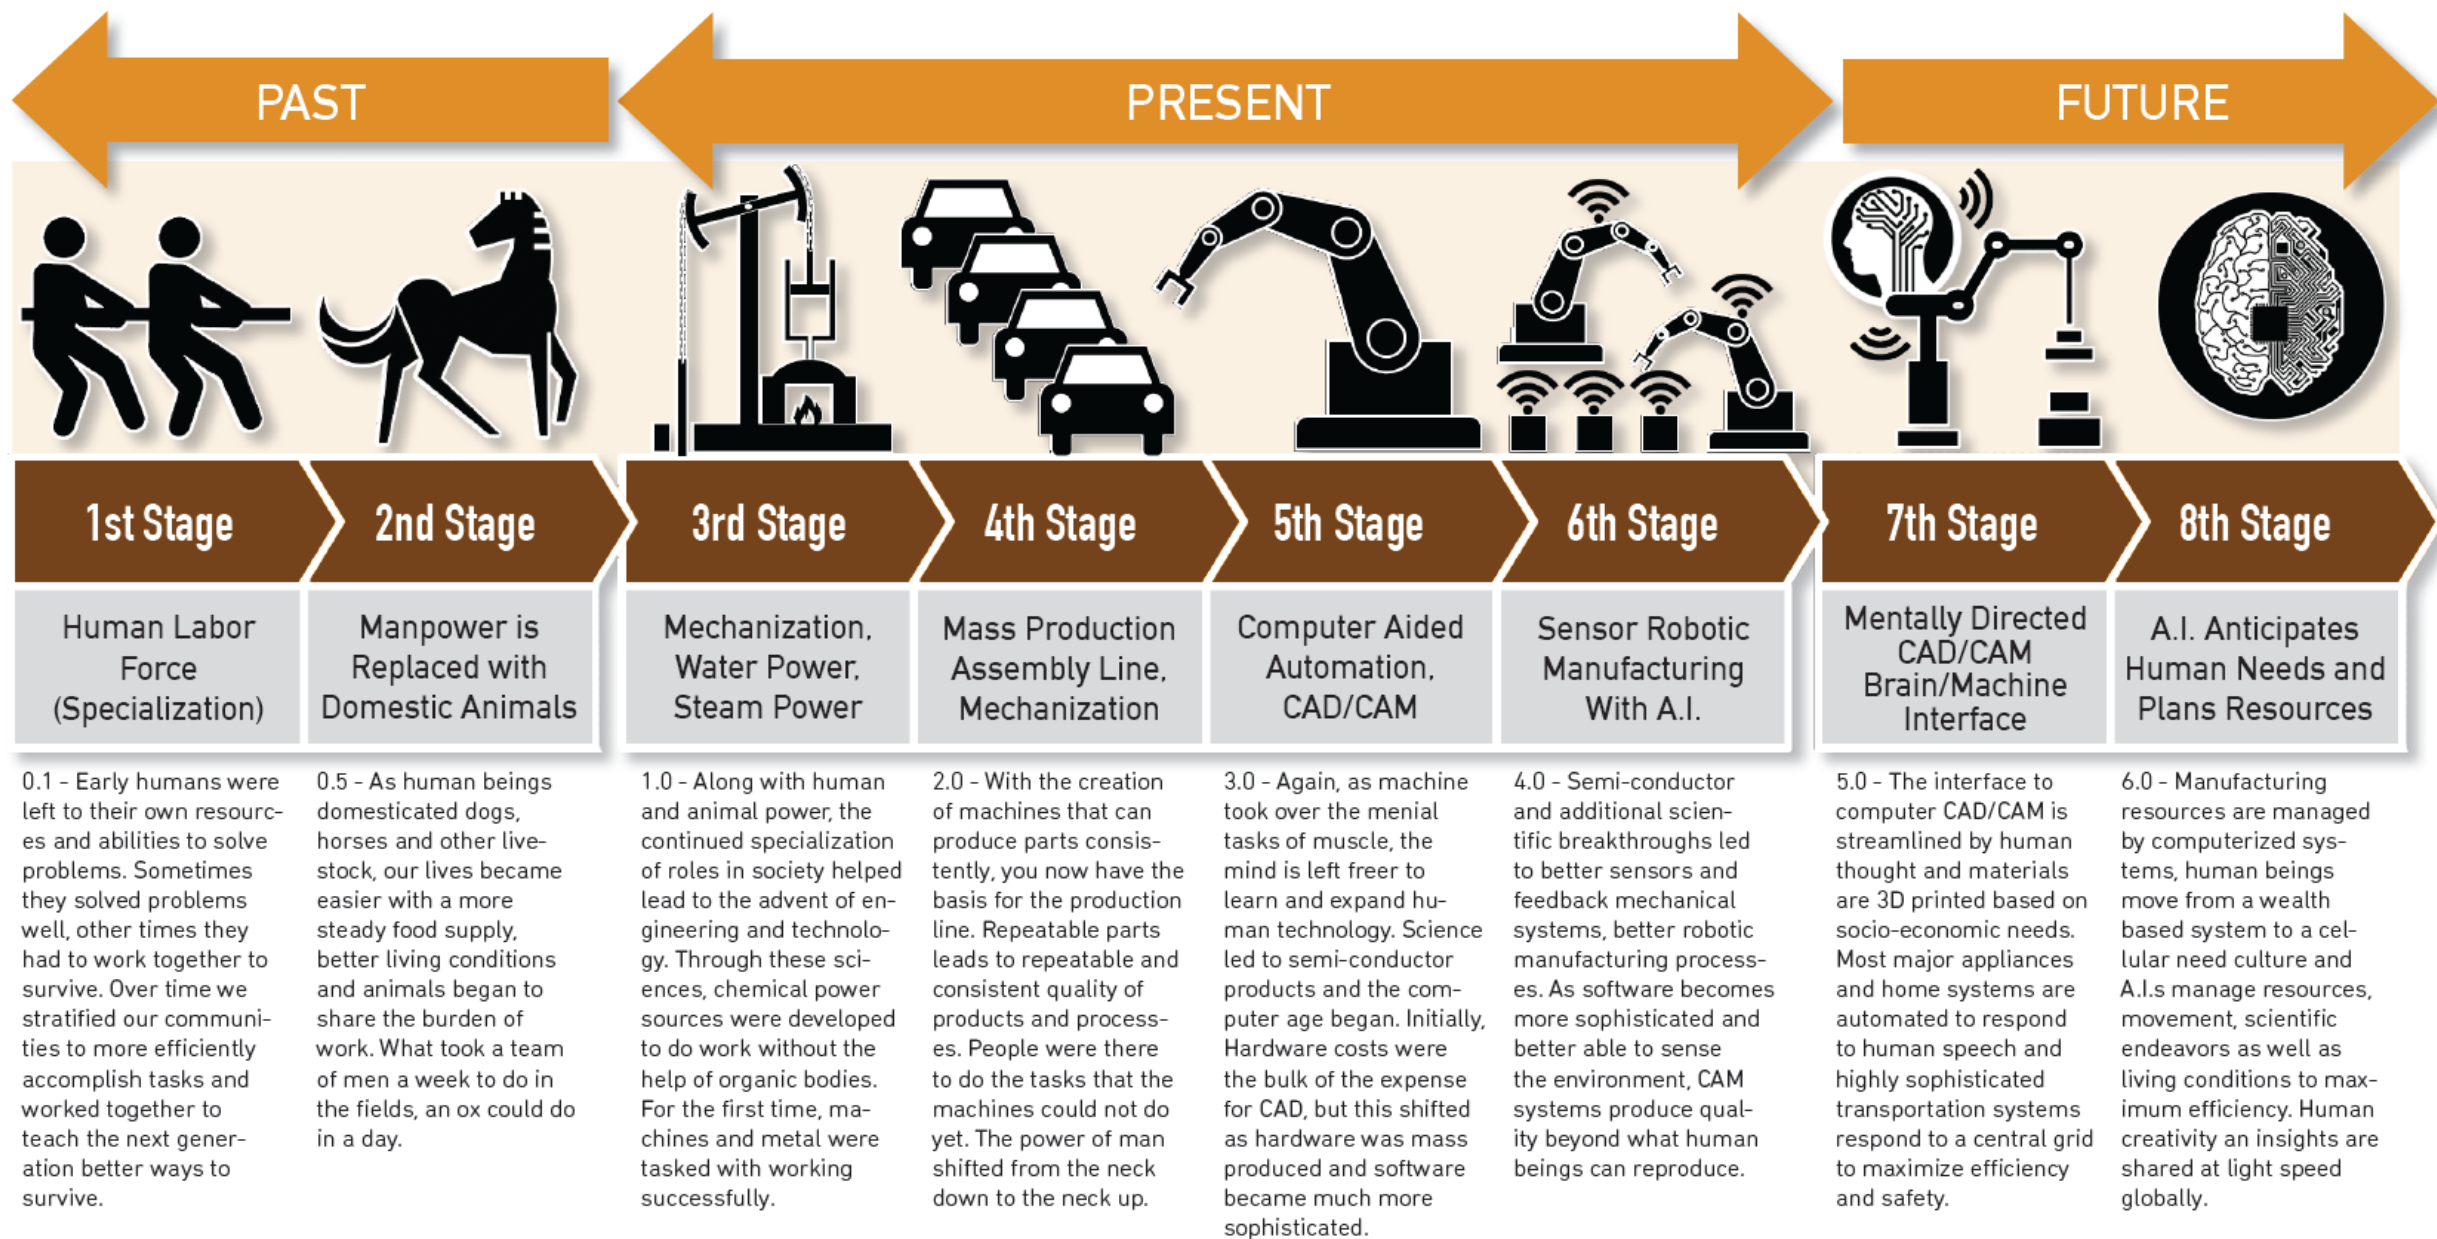 PAST
PRESENT
FUTURE
1st Stage
2nd Stage
3rd Stage
4th Stage
5th Stage
6th Stage
7th Stage
8th Stage
Human Labor
Force
(Specialization)
Manpower is
Replaced with
Domestic Animals
Mechanization,
Water Power,
Steam Power
Mass Production
Assembly Line,
Mechanization
Computer Aided
Automation,
CAD/CAM
Sensor Robotic
Manufacturing
With A.I.
Mentally Directed
CAD/CAM
Brain/Machine
Interface
A.I. Anticipates
Human Needs and
Plans Resources
0.1 - Early humans were
left to their own resourc-
es and abilities to solve
problems. Sometimes
they solved problems
well, other times they
had to work together to
survive. Over time we
stratified our communi-
ties to more efficiently
accomplish tasks and
worked together to
teach the next gener-
ation better ways to
survive.
0.5 - As human beings
domesticated dogs,
horses and other live-
stock, our lives became
easier with a more
steady food supply,
better living conditions
and animals began to
share the burden of
work. What took a team
of men a week to do in
the fields, an ox could do
in a day.
1.0 - Along with human
and animal power, the
continued specialization
of roles in society helped
lead to the advent of en-
gineering and technolo-
gy. Through these sci-
ences, chemical power
sources were developed
to do work without the
help of organic bodies.
For the first time, ma-
chines and metal were
tasked with working
successfully.
2.0 - With the creation
of machines that can
produce parts consis-
tently, you now have the
basis for the production
line. Repeatable parts
leads to repeatable and
consistent quality of
products and process-
es. People were there
to do the tasks that the
machines could not do
yet. The power of man
shifted from the neck
down to the neck up.
3.0 - Again, as machine
took over the menial
tasks of muscle, the
mind is left freer to
learn and expand hu-
man technology. Science
led to semi-conductor
products and the com-
puter age began. Initially,
Hardware costs were
the bulk of the expense
for CAD, but this shifted
as hardware was mass
produced and software
became much more
sophisticated.
4.0 - Semi-conductor
and additional scien-
tific breakthroughs led
to better sensors and
feedback mechanical
systems, better robotic
manufacturing process-
es. As software becomes
more sophisticated and
better able to sense
the environment, CAM
systems produce qual-
ity beyond what human
beings can reproduce.
5.0 - The interface to
computer CAD/CAM is
streamlined by human
thought and materials
are 3D printed based on
socio-economic needs.
Most major appliances
and home systems are
automated to respond
to human speech and
highly sophisticated
transportation systems
respond to a central grid
to maximize efficiency
and safety.
6.0 - Manufacturing
resources are managed
by computerized sys-
tems, human beings
move from a wealth
based system to a cel-
lular need culture and
A.I.s manage resources,
movement, scientific
endeavors as well as
living conditions to max-
imum efficiency. Human
creativity an insights are
shared at light speed
globally.